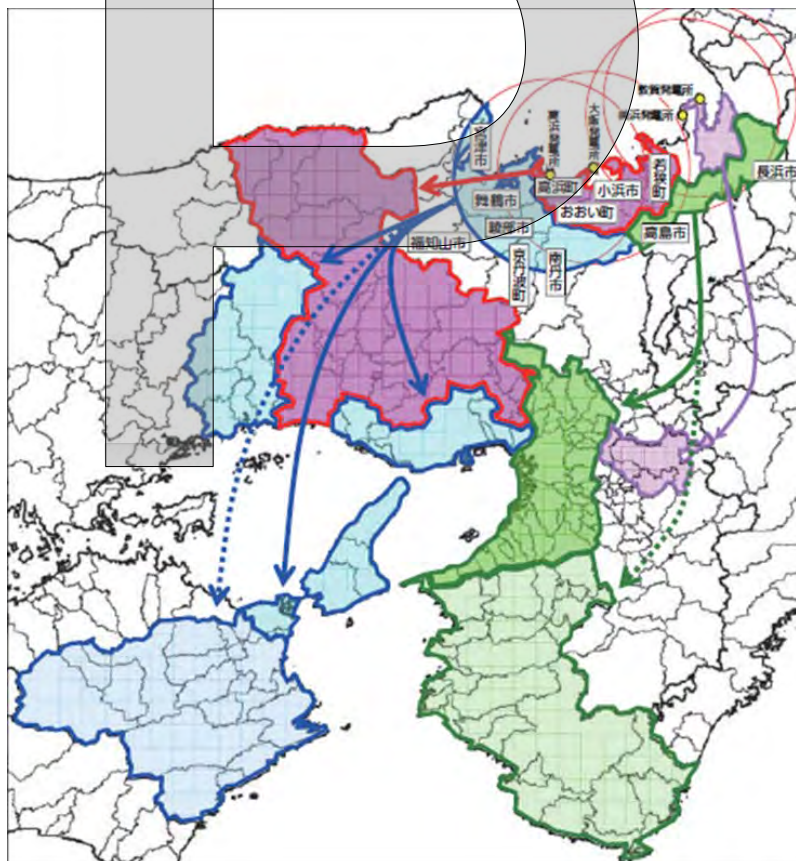 敦賀発電所
美浜発電所
大飯発電所
高浜発電所
宮津市
長浜市
若狭町
小浜市
高浜町
おおい町
舞鶴市
綾部市
高島市
福知山市
京丹波町
南丹市